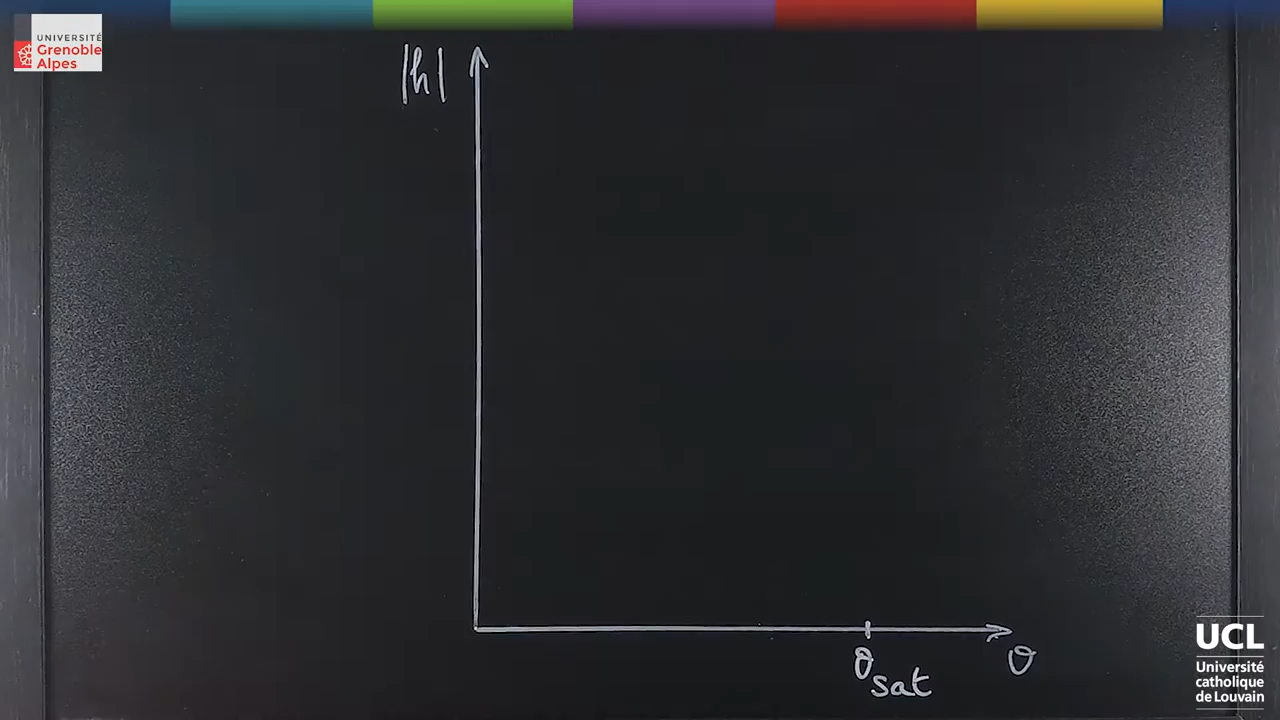 UNIVERSITÉ
Grenoble
Alpes
|h|
θsat
θ
UCL
Université
catholique
de Louvain